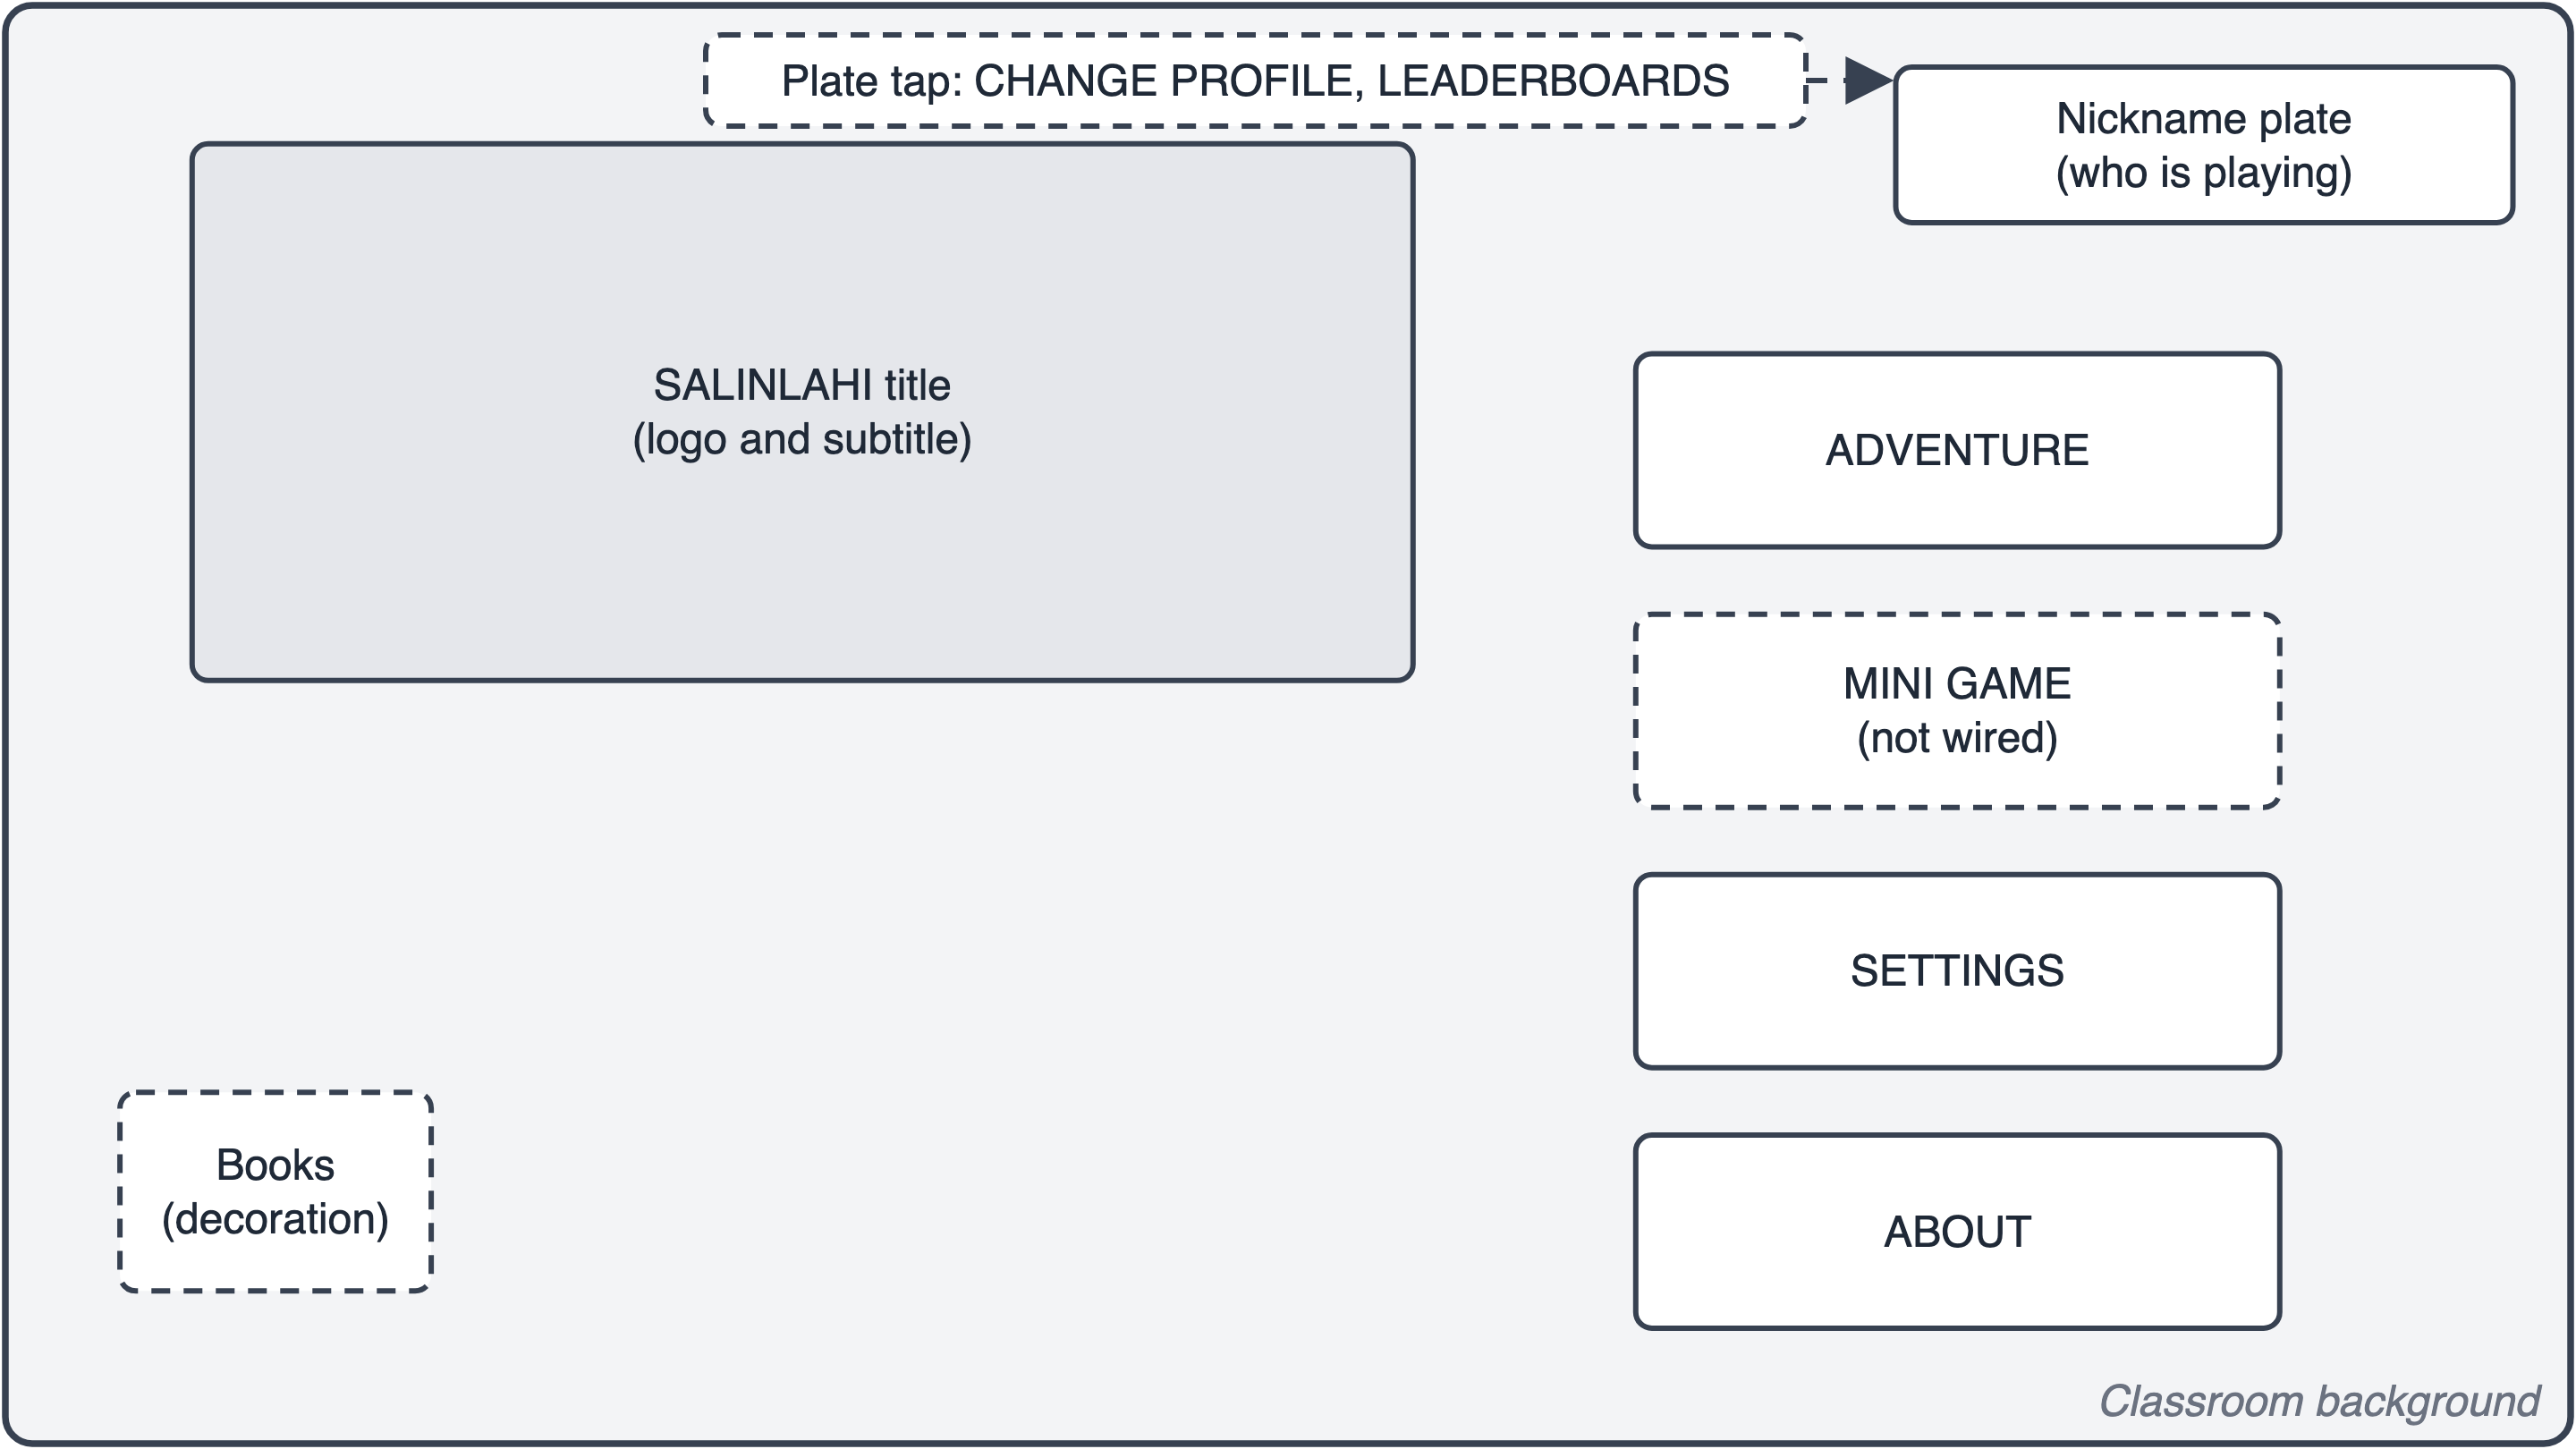 Plate tap: CHANGE PROFILE, LEADERBOARDS
Nickname plate
(who is playing)
SALINLAHI title
(logo and subtitle)
ADVENTURE
MINI GAME
(not wired)
SETTINGS
Books
(decoration)
ABOUT
Classroom background